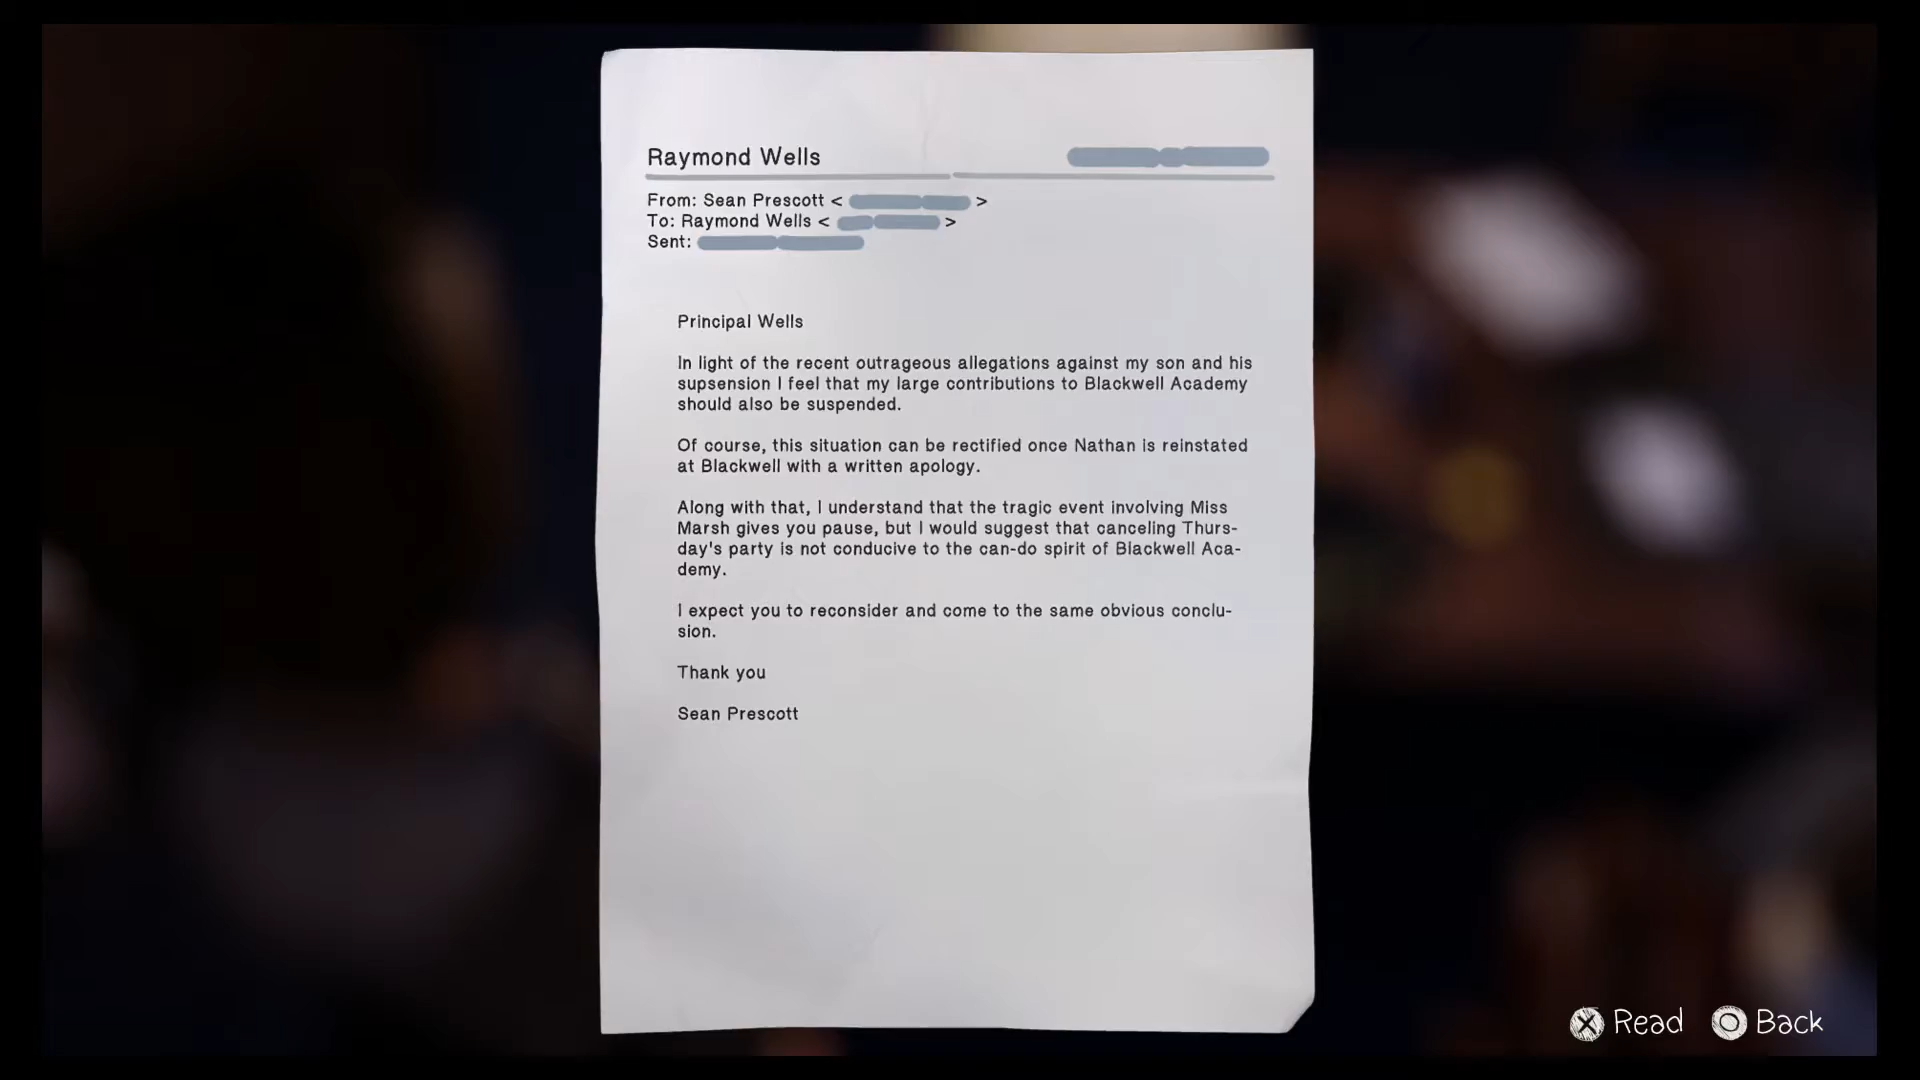 Raymond Wells
From: Sean Prescott < >
To: Raymond Wells < >
Sent:
Principal Wells
In light of the recent outrageous allegations against my son and his
supsension I feel that my large contributions to Blackwell Academy
should also be suspended.
Of course, this situation can be rectified once Nathan is reinstated
at Blackwell with a written apology.
Along with that, I understand that the tragic event involving Miss
Marsh gives you pause, but I would suggest that canceling Thurs-
day's party is not conducive to the can-do spirit of Blackwell Aca-
demy.
I expect you to reconsider and come to the same obvious conclu-
sion.
Thank you
Sean Prescott
Read Back